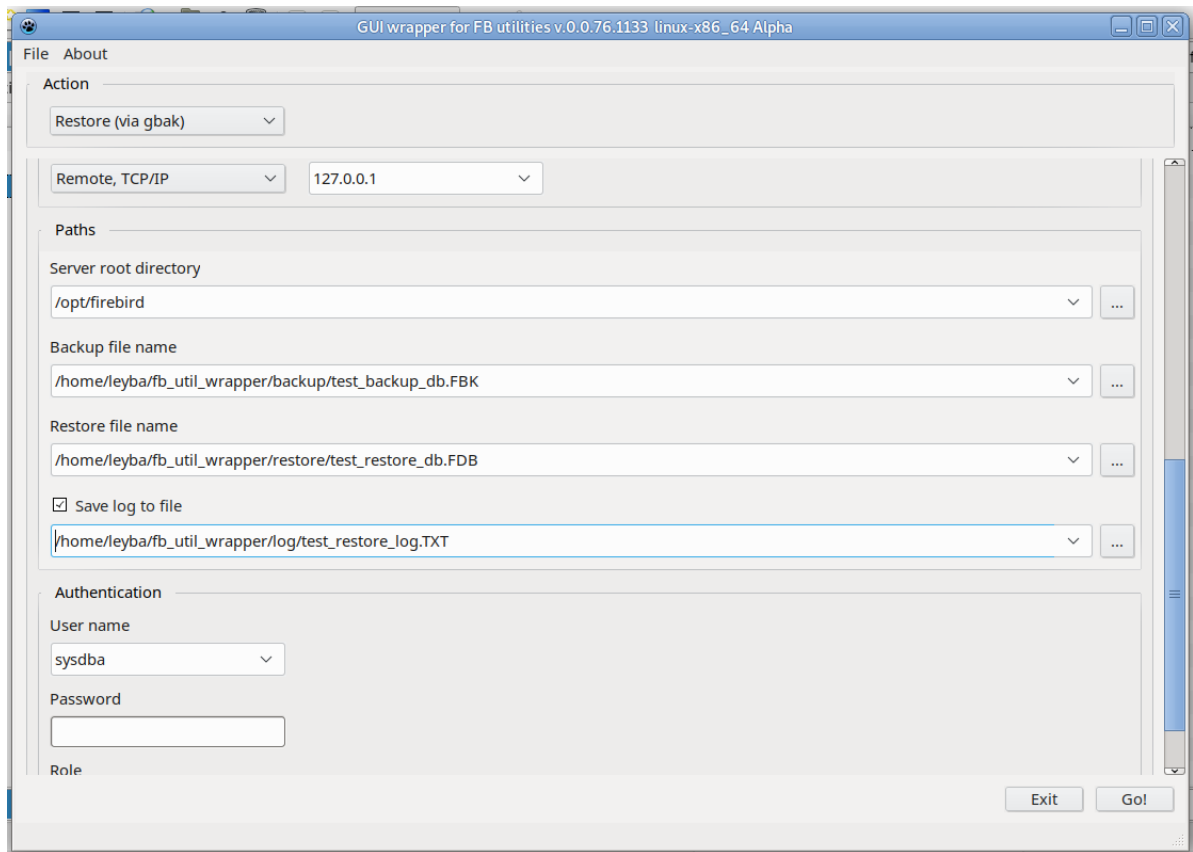 GUI wrapper for FB utilities v.0.0.76.1133 linux-x86_64 Alpha
File About
Action
Restore (via gbak)
Remote, TCP/IP 127.0.0.1
Paths
Server root directory
/opt/firebird ...
Backup file name
/home/leyba/fb_util_wrapper/backup/test_backup_db.FBK ...
Restore file name
/home/leyba/fb_util_wrapper/restore/test_restore_db.FDB ...
Save log to file
/home/leyba/fb_util_wrapper/log/test_restore_log.TXT ...
Authentication
User name
sysdba
Password
Role
Exit Go!